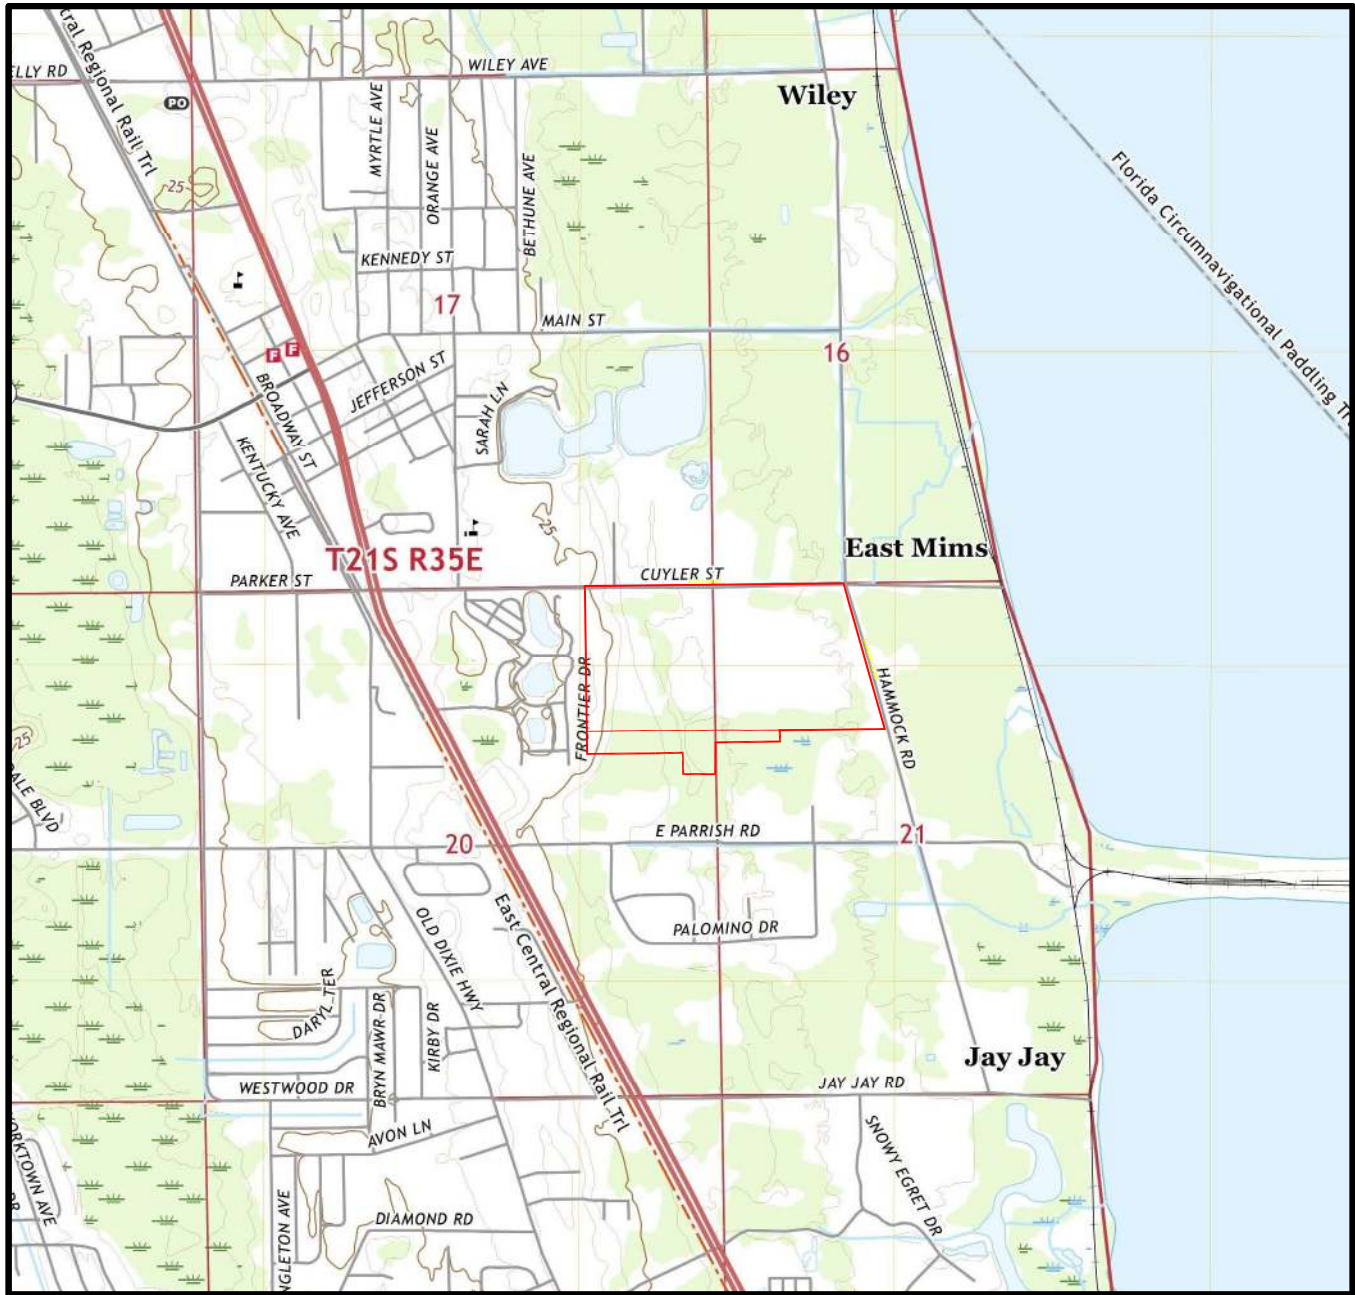 tral Regional Rail Trl
ELLY RD
WILEY AVE
Wiley
PO
MYRTLE AVE
ORANGE AVE
BETHUNE AVE
Florida Circumnavigational Paddling Tr
25
KENNEDY ST
17
MAIN ST
16
F F
JEFFERSON ST
BROADWAY ST
SARAH LN
KENTUCKY AVE
25
T21S R35E
East Mims
PARKER ST
CUYLER ST
FRONTIER DR
HAMMOCK RD
25
DALE BLVD
E PARRISH RD
20
21
OLD DIXIE HWY
East Central Regional Rail Trl
PALOMINO DR
DARYL TER
BRYN MAWR DR
KIRBY DR
Jay Jay
WESTWOOD DR
JAY JAY RD
AVON LN
SNOWY EGRET DR
ORKTOWN AVE
DR
NGLETON AVE
DIAMOND RD